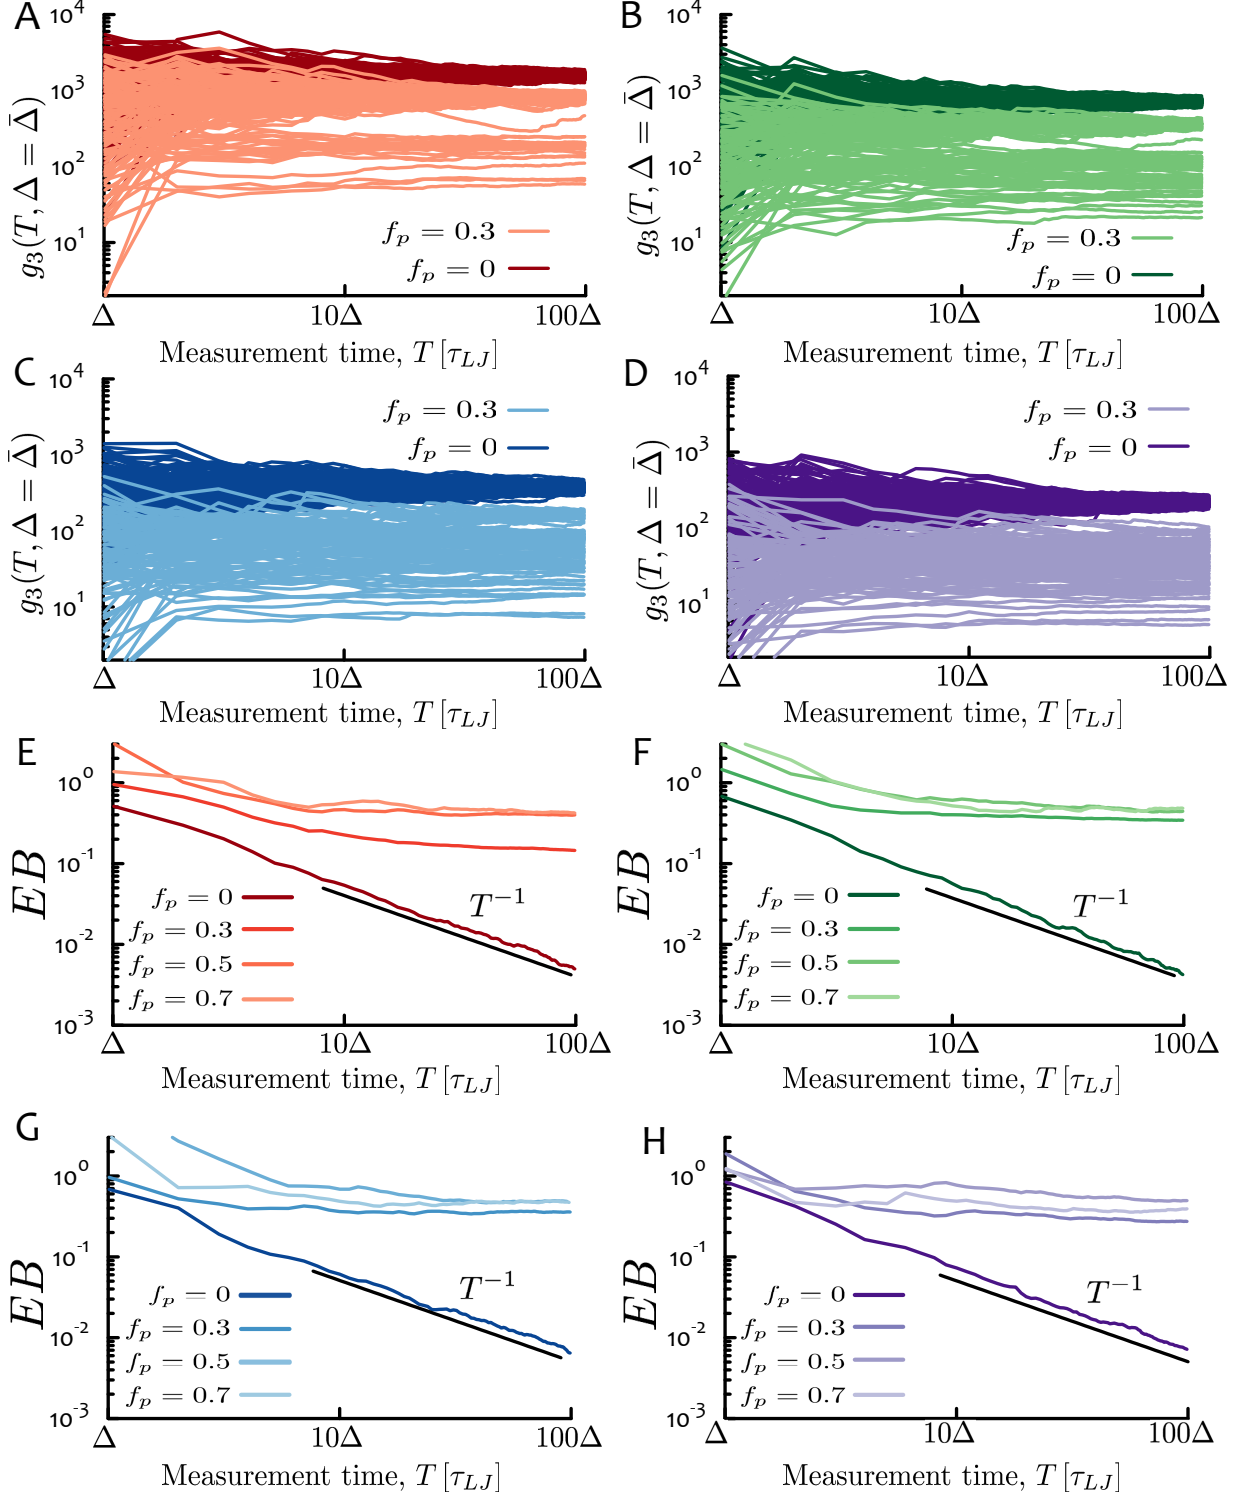 A
10^4
10^3
10^2
10^1
g_3(T, Δ = Δ̄)
f_p = 0.3
f_p = 0
Δ
10Δ
100Δ
Measurement time, T [τ_LJ]
B
10^4
10^3
10^2
10^1
g_3(T, Δ = Δ̄)
f_p = 0.3
f_p = 0
Δ
10Δ
100Δ
Measurement time, T [τ_LJ]
C
10^4
10^3
10^2
10^1
g_3(T, Δ = Δ̄)
f_p = 0.3
f_p = 0
Δ
10Δ
100Δ
Measurement time, T [τ_LJ]
D
10^4
10^3
10^2
10^1
g_3(T, Δ = Δ̄)
f_p = 0.3
f_p = 0
Δ
10Δ
100Δ
Measurement time, T [τ_LJ]
E
10^0
10^-1
10^-2
10^-3
EB
T^-1
f_p = 0
f_p = 0.3
f_p = 0.5
f_p = 0.7
Δ
10Δ
100Δ
Measurement time, T [τ_LJ]
F
10^0
10^-1
10^-2
10^-3
EB
T^-1
f_p = 0
f_p = 0.3
f_p = 0.5
f_p = 0.7
Δ
10Δ
100Δ
Measurement time, T [τ_LJ]
G
10^0
10^-1
10^-2
10^-3
EB
T^-1
f_p = 0
f_p = 0.3
f_p = 0.5
f_p = 0.7
Δ
10Δ
100Δ
Measurement time, T [τ_LJ]
H
10^0
10^-1
10^-2
10^-3
EB
T^-1
f_p = 0
f_p = 0.3
f_p = 0.5
f_p = 0.7
Δ
10Δ
100Δ
Measurement time, T [τ_LJ]